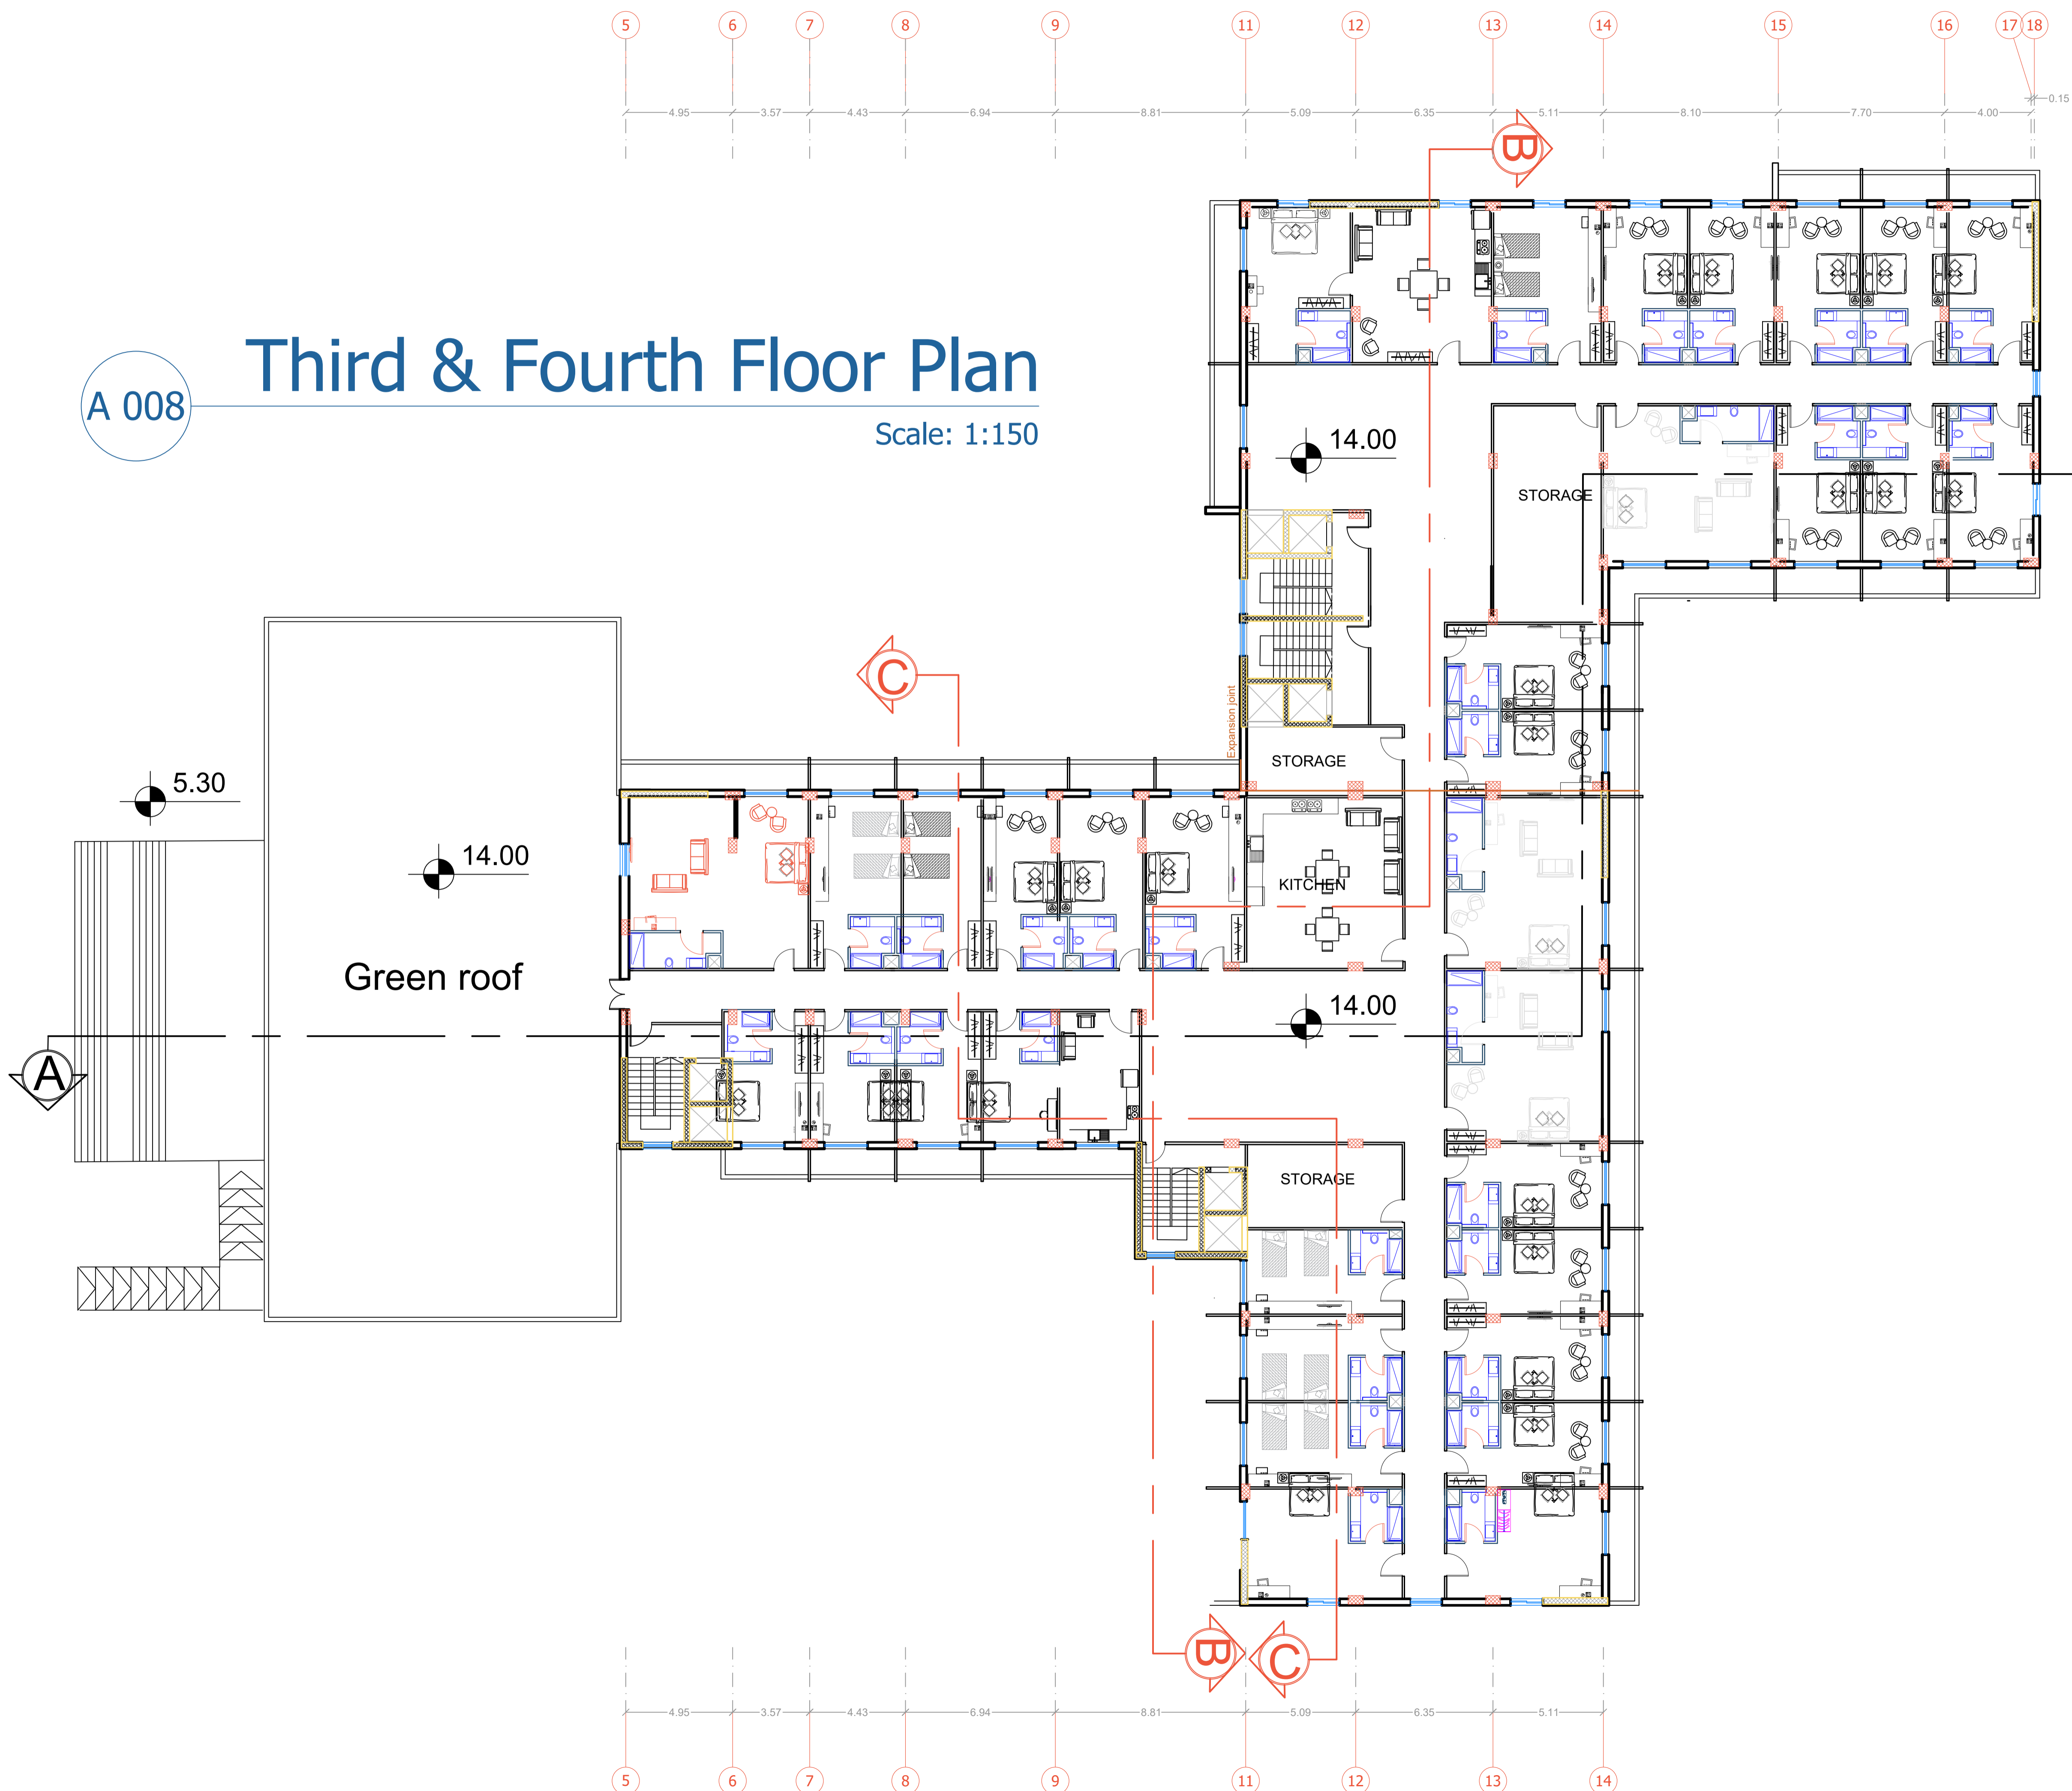 5 6 7 8 9 11 12 13 14 15 16 17 18
4.95 3.57 4.43 6.94 8.81 5.09 6.35 5.11 8.10 7.70 4.00 0.15
B
Third & Fourth Floor Plan
A 008
Scale: 1:150
14.00
STORAGE
C
Expansion joint
STORAGE
5.30
14.00
KITCHEN
Green roof
14.00
A
STORAGE
B C
4.95 3.57 4.43 6.94 8.81 5.09 6.35 5.11
5 6 7 8 9 11 12 13 14